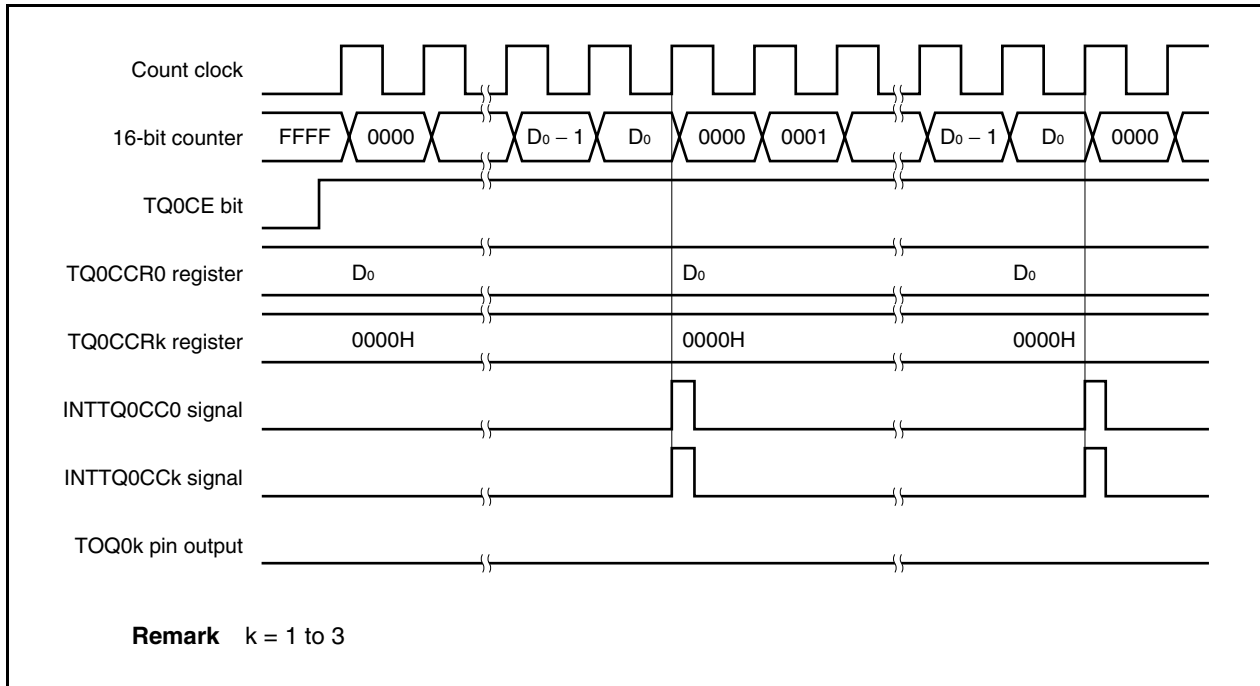 Count clock
16-bit counter FFFF 0000 D0 − 1 D0 0000 0001 D0 − 1 D0 0000
TQ0CE bit
TQ0CCR0 register D0 D0 D0
TQ0CCRk register 0000H 0000H 0000H
INTTQ0CC0 signal
INTTQ0CCk signal
TOQ0k pin output
Remark k = 1 to 3